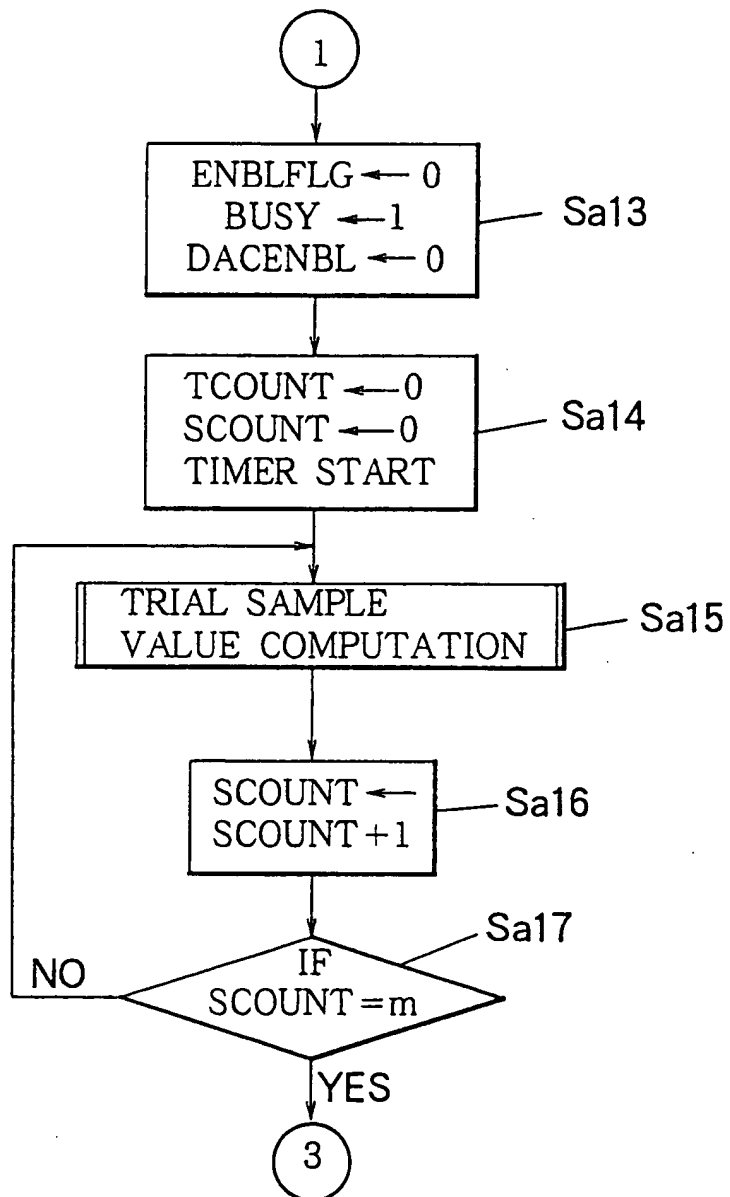 1
ENBLFLG ← 0
BUSY ← 1
DACENBL ← 0
Sa13
TCOUNT ← 0
SCOUNT ← 0
TIMER START
Sa14
TRIAL SAMPLE
VALUE COMPUTATION
Sa15
SCOUNT ←
SCOUNT + 1
Sa16
Sa17
IF
SCOUNT = m
NO
YES
3